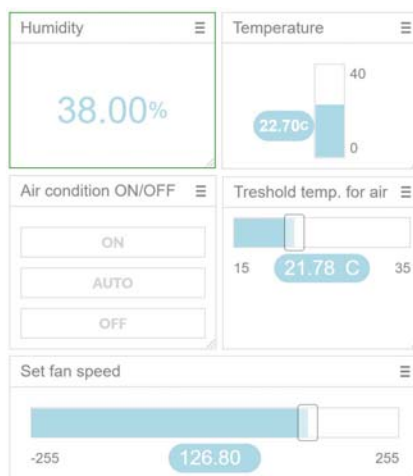 Humidity
38.00%
Temperature
40
22.70c
0
Air condition ON/OFF
ON
AUTO
OFF
Treshold temp. for air
15 21.78 C 35
Set fan speed
-255 126.80 255